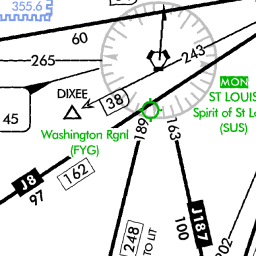 355.6
60
265
243
MON
DIXEE
38
ST LOUIS
Spirit of St Lo
(SUS)
45
189
163
Washington Rgnl
(FYG)
J8
162
97
J187
100
248
TO LIT
202